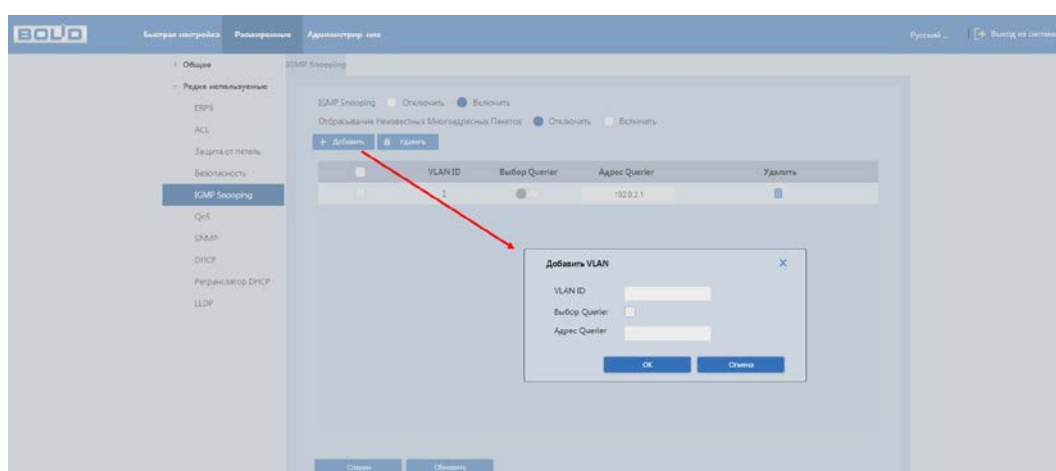 BOLID
Быстрая настройка Расширенные
Русский Выход из системы
Общие
IGMP Snooping
Редко используемые
ERPS
ACL
Защита от петель
Безопасность
IGMP Snooping
QoS
SNMP
DHCP
Ретранслятор DHCP
LLDP
IGMP Snooping Отключить Включить
Отбрасывание Неизвестных Многоадресных Пакетов Отключить Включить
+ Добавить Удалить
VLAN ID Выбор Querier Адрес Querier Удалить
192.0.2.1
Добавить VLAN
VLAN ID
Выбор Querier
Адрес Querier
OK Отмена
Обновить